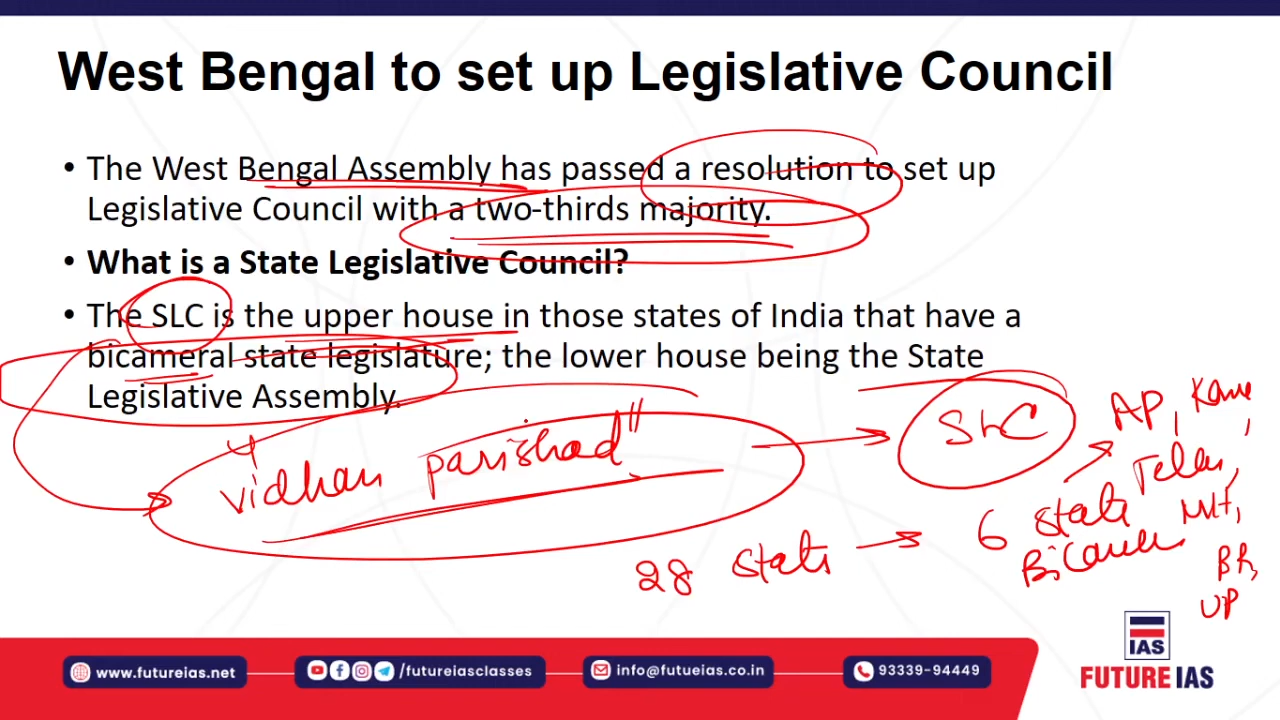 West Bengal to set up Legislative Council
• The West Bengal Assembly has passed a resolution to set up
Legislative Council with a two-thirds majority.
• What is a State Legislative Council?
• The SLC is the upper house in those states of India that have a
bicameral state legislature; the lower house being the State
Legislative Assembly.
"vidhan parishad"
SLC
AP,
28 state
6 state
BR,
UP
IAS
FUTURE IAS
www.futureias.net
/futureiasclasses
info@futueias.co.in
93339-94449